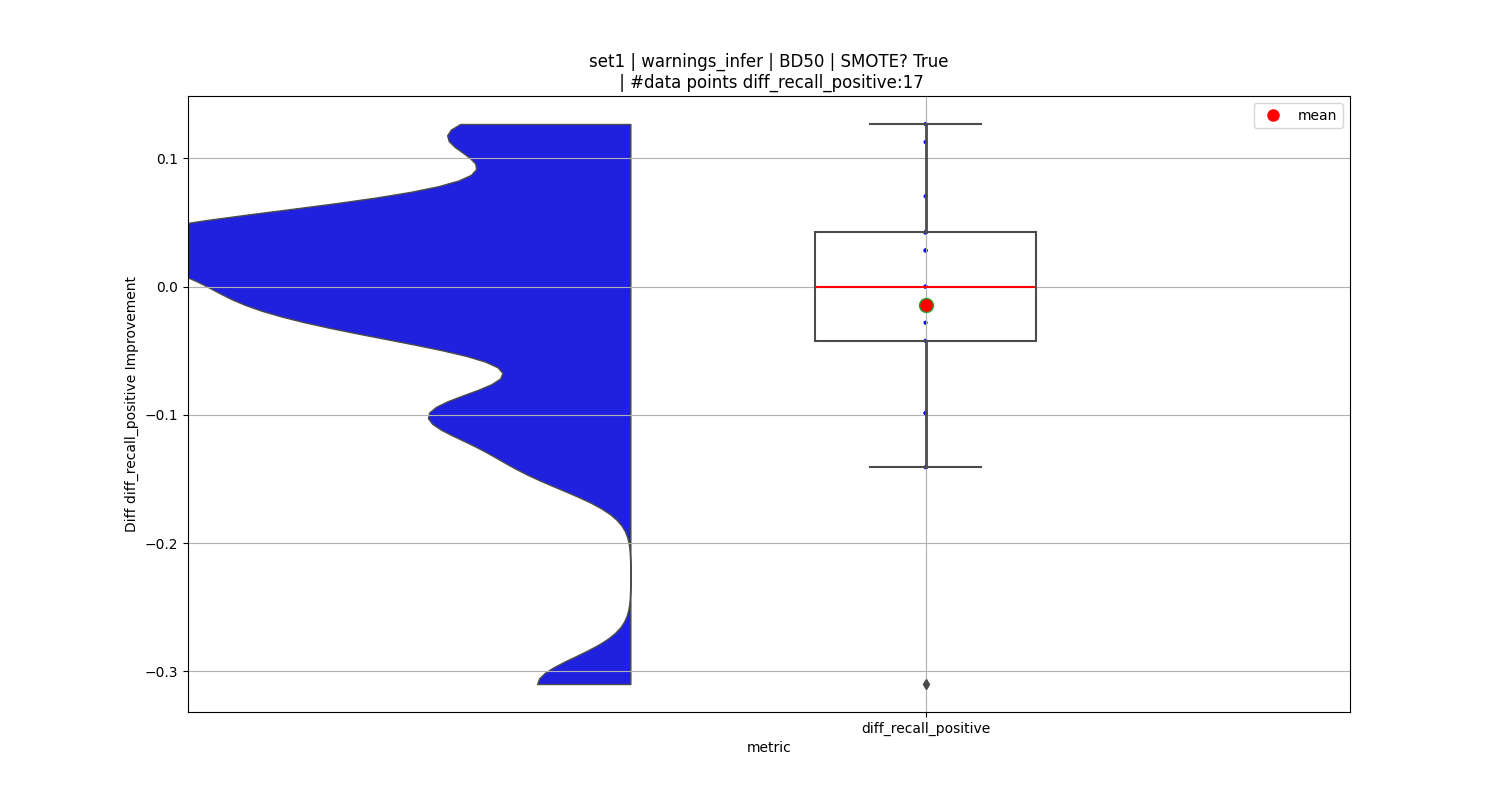 set1 | warnings_infer | BD50 | SMOTE? True
| #data points diff_recall_positive:17
mean
0.1
0.0
−0.1
−0.2
−0.3
Diff diff_recall_positive Improvement
diff_recall_positive
metric